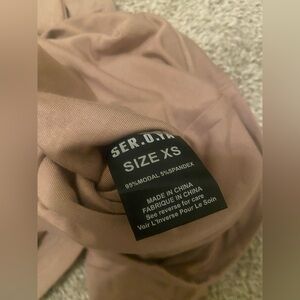 SER.O.YA
SIZE XS
95%MODAL 5%SPANDEX
MADE IN CHINA
FABRIQUE IN CHINA
See reverse for care
Voir L'Inverse Pour Le Soin